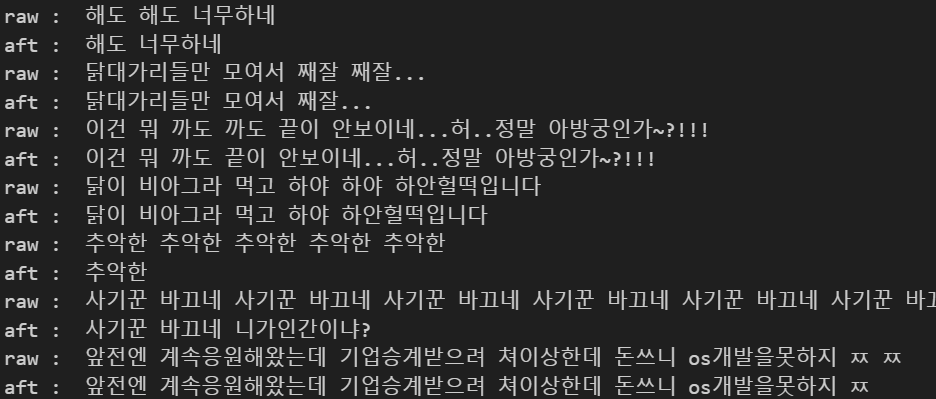 raw :  해도 해도 너무하네
aft :  해도 너무하네
raw :  닭대가리들만 모여서 째잘 째잘...
aft :  닭대가리들만 모여서 째잘...
raw :  이건 뭐 까도 까도 끝이 안보이네...허..정말 아방궁인가~?!!!
aft :  이건 뭐 까도 끝이 안보이네...허..정말 아방궁인가~?!!!
raw :  닭이 비아그라 먹고 하야 하야 하안헐떡입니다
aft :  닭이 비아그라 먹고 하야 하안헐떡입니다
raw :  추악한 추악한 추악한 추악한 추악한
aft :  추악한
raw :  사기꾼 바끄네 사기꾼 바끄네 사기꾼 바끄네 사기꾼 바끄네 사기꾼 바끄네 사기꾼
aft :  사기꾼 바끄네 니가인간이냐?
raw :  앞전엔 계속응원해왔는데 기업승계받으려 쳐이상한데 돈쓰니 os개발을못하지 ㅉ ㅉ
aft :  앞전엔 계속응원해왔는데 기업승계받으려 쳐이상한데 돈쓰니 os개발을못하지 ㅉ